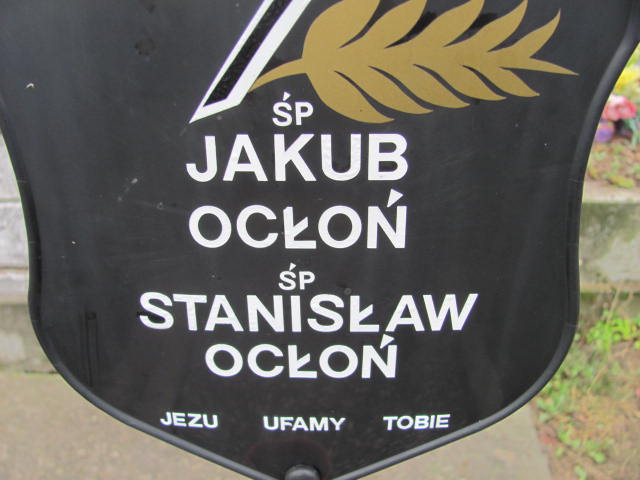 ŚP
JAKUB
OCŁOŃ
ŚP
STANISŁAW
OCŁOŃ
JEZU UFAMY TOBIE